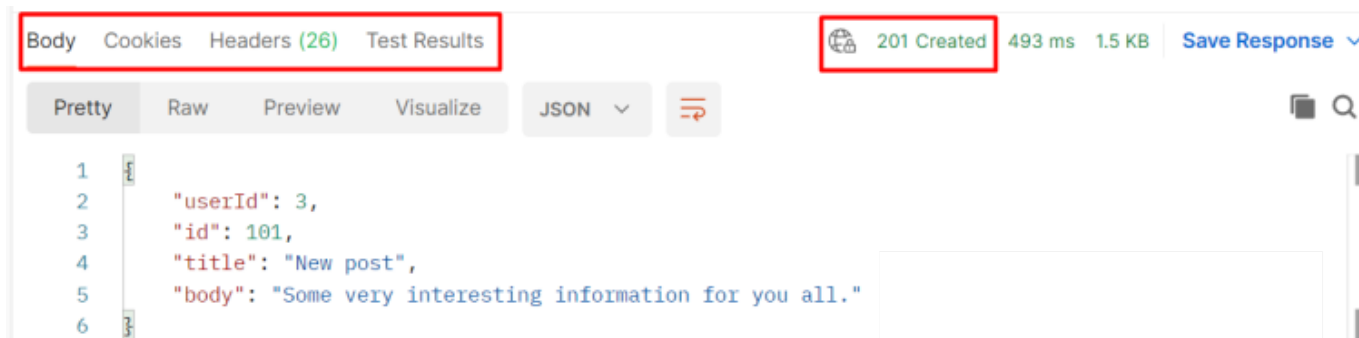 Body Cookies Headers (26) Test Results 201 Created 493 ms 1.5 KB Save Response
Pretty Raw Preview Visualize JSON
1 {
2 "userId": 3,
3 "id": 101,
4 "title": "New post",
5 "body": "Some very interesting information for you all."
6 }